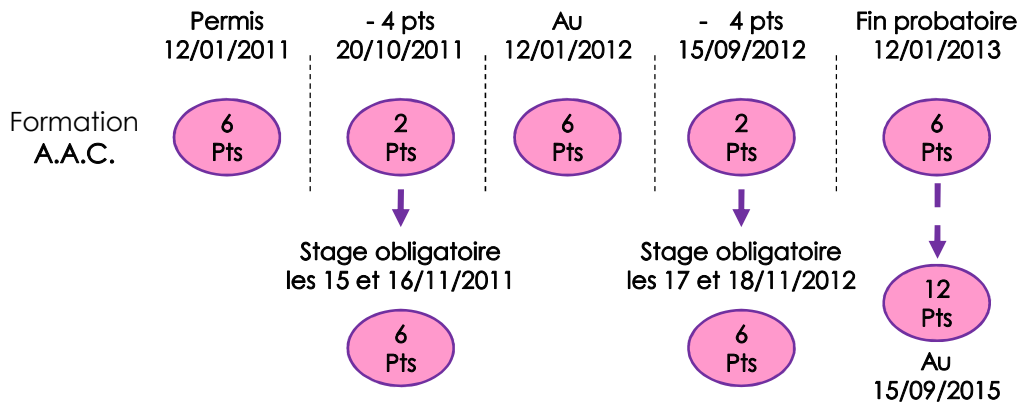 Permis
12/01/2011
- 4 pts
20/10/2011
Au
12/01/2012
- 4 pts
15/09/2012
Fin probatoire
12/01/2013
Formation
A.A.C.
6
Pts
2
Pts
6
Pts
2
Pts
6
Pts
Stage obligatoire
les 15 et 16/11/2011
Stage obligatoire
les 17 et 18/11/2012
6
Pts
6
Pts
12
Pts
Au
15/09/2015